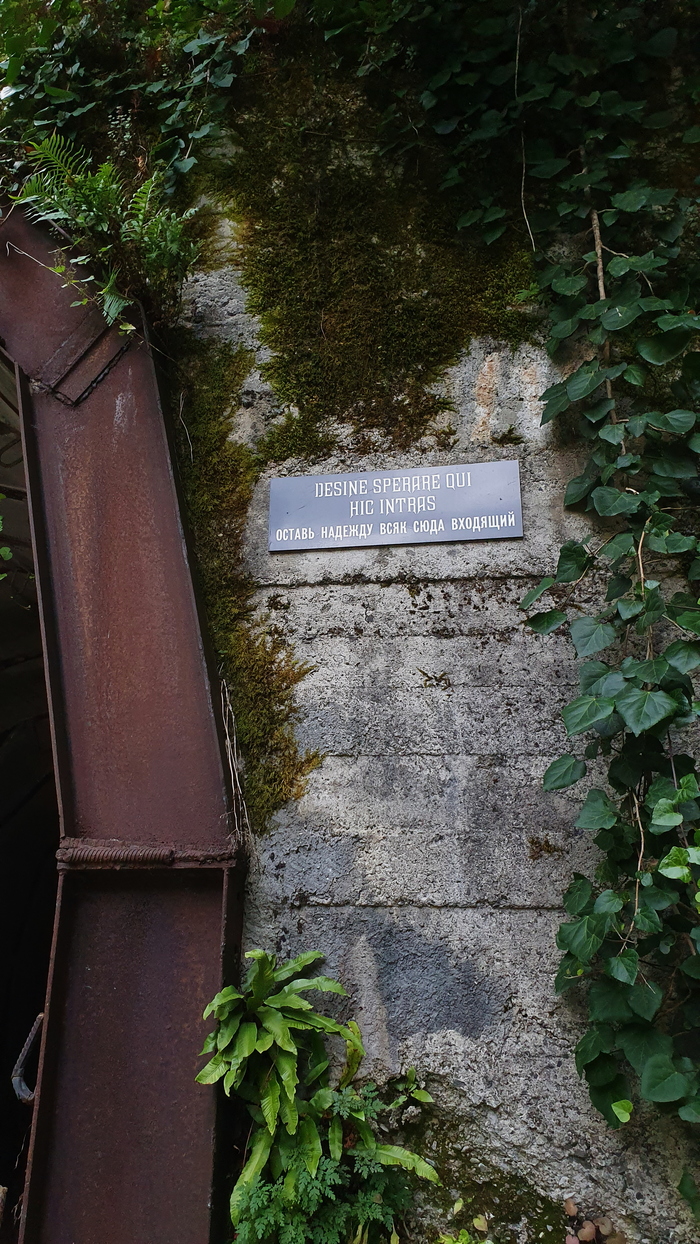 DESINE SPERARE QUI
HIC INTRAS
ОСТАВЬ НАДЕЖДУ ВСЯК СЮДА ВХОДЯЩИЙ